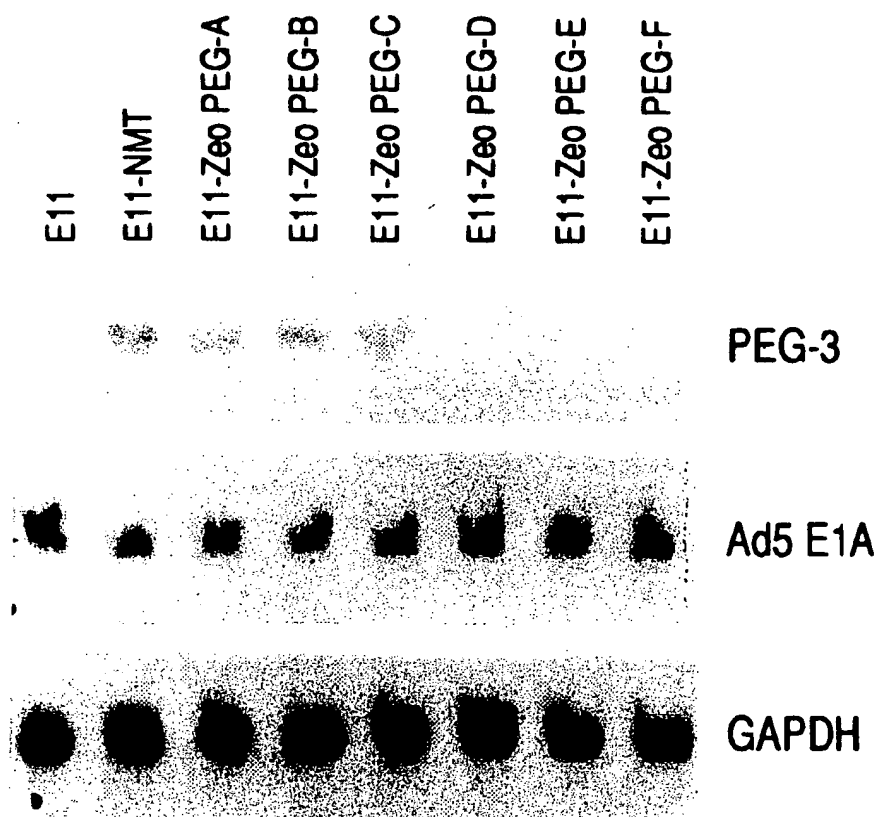 E11
E11-NMT
E11-Zeo PEG-A
E11-Zeo PEG-B
E11-Zeo PEG-C
E11-Zeo PEG-D
E11-Zeo PEG-E
E11-Zeo PEG-F
PEG-3
Ad5 E1A
GAPDH